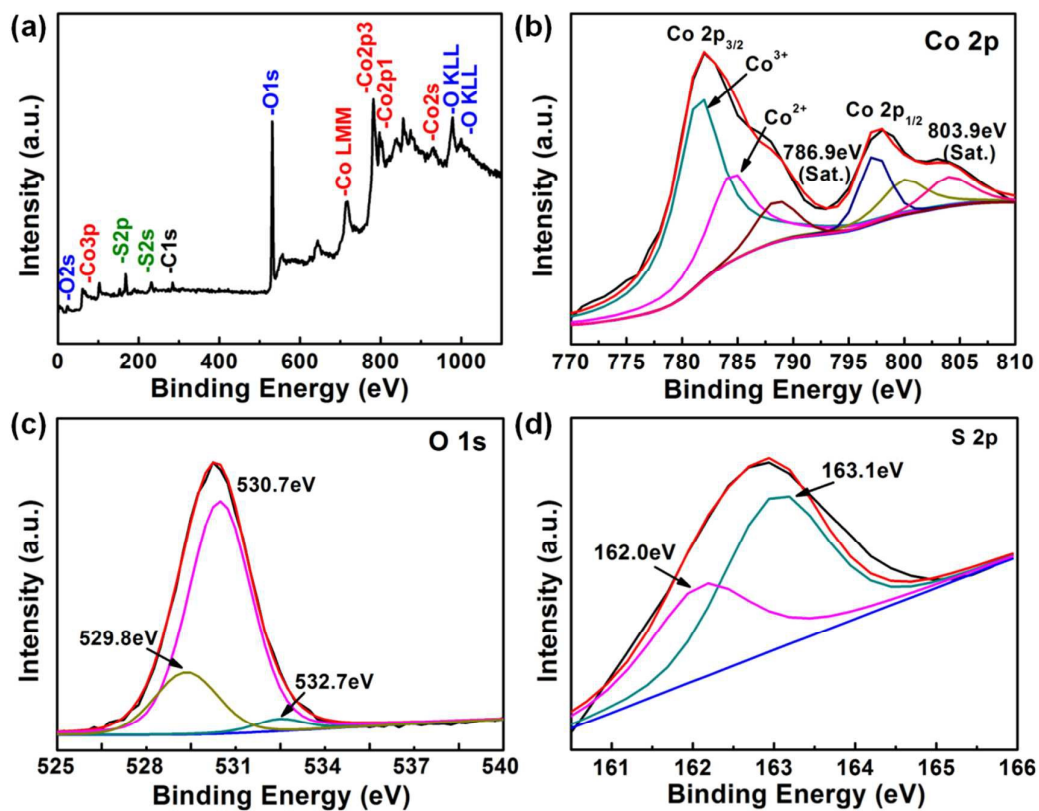 (a)
-O2s
-Co3p
-S2p
-S2s
-C1s
-O1s
-Co LMM
-Co2p3
-Co2p1
-Co2s
-O KLL
-O KLL
Intensity (a.u.)
0 200 400 600 800 1000
Binding Energy (eV)
(b)
Co 2p
Co 2p3/2
Co3+
Co2+
786.9eV
(Sat.)
Co 2p1/2
803.9eV
(Sat.)
Intensity (a.u.)
770 775 780 785 790 795 800 805 810
Binding Energy (eV)
(c)
O 1s
530.7eV
529.8eV
532.7eV
Intensity (a.u.)
525 528 531 534 537 540
Binding Energy (eV)
(d)
S 2p
163.1eV
162.0eV
Intensity (a.u.)
161 162 163 164 165 166
Binding Energy (eV)